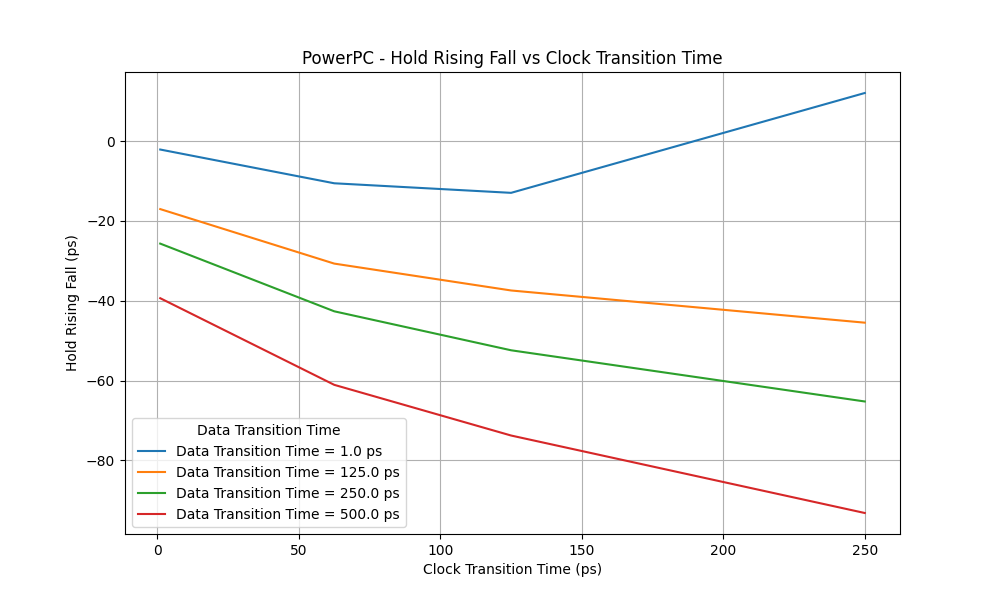 PowerPC - Hold Rising Fall vs Clock Transition Time
Hold Rising Fall (ps)
0
−20
−40
−60
−80
Data Transition Time
Data Transition Time = 1.0 ps
Data Transition Time = 125.0 ps
Data Transition Time = 250.0 ps
Data Transition Time = 500.0 ps
0 50 100 150 200 250
Clock Transition Time (ps)